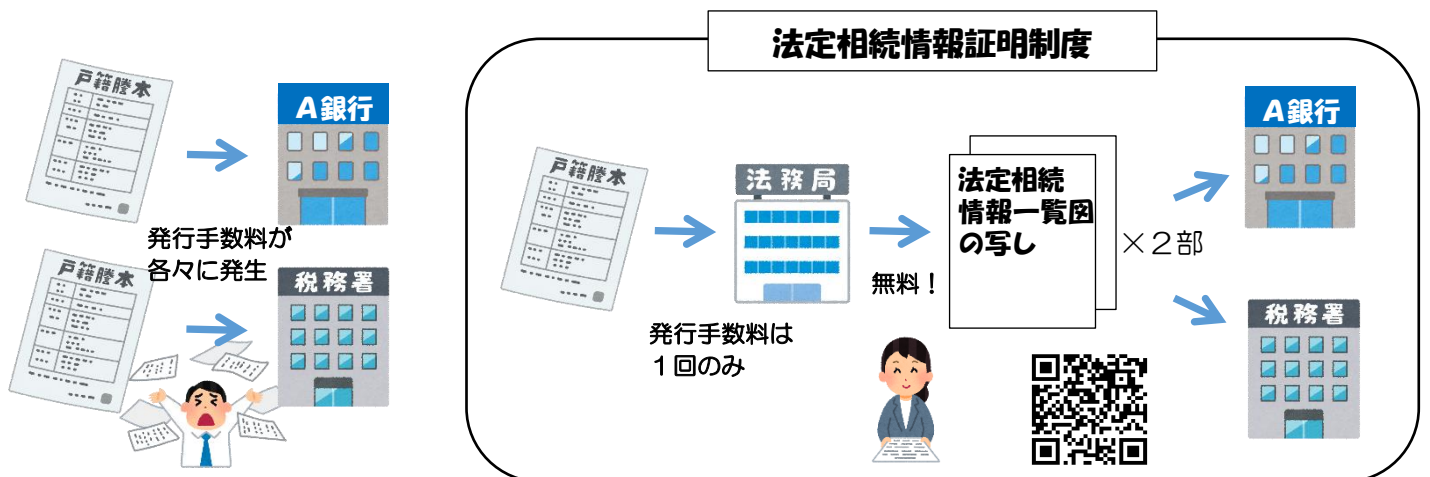 戸籍謄本
A銀行
発行手数料が
各々に発生
戸籍謄本
税務署
法定相続情報証明制度
戸籍謄本
法務局
発行手数料は
1回のみ
無料！
法定相続
情報一覧図
の写し
×2部
A銀行
税務署